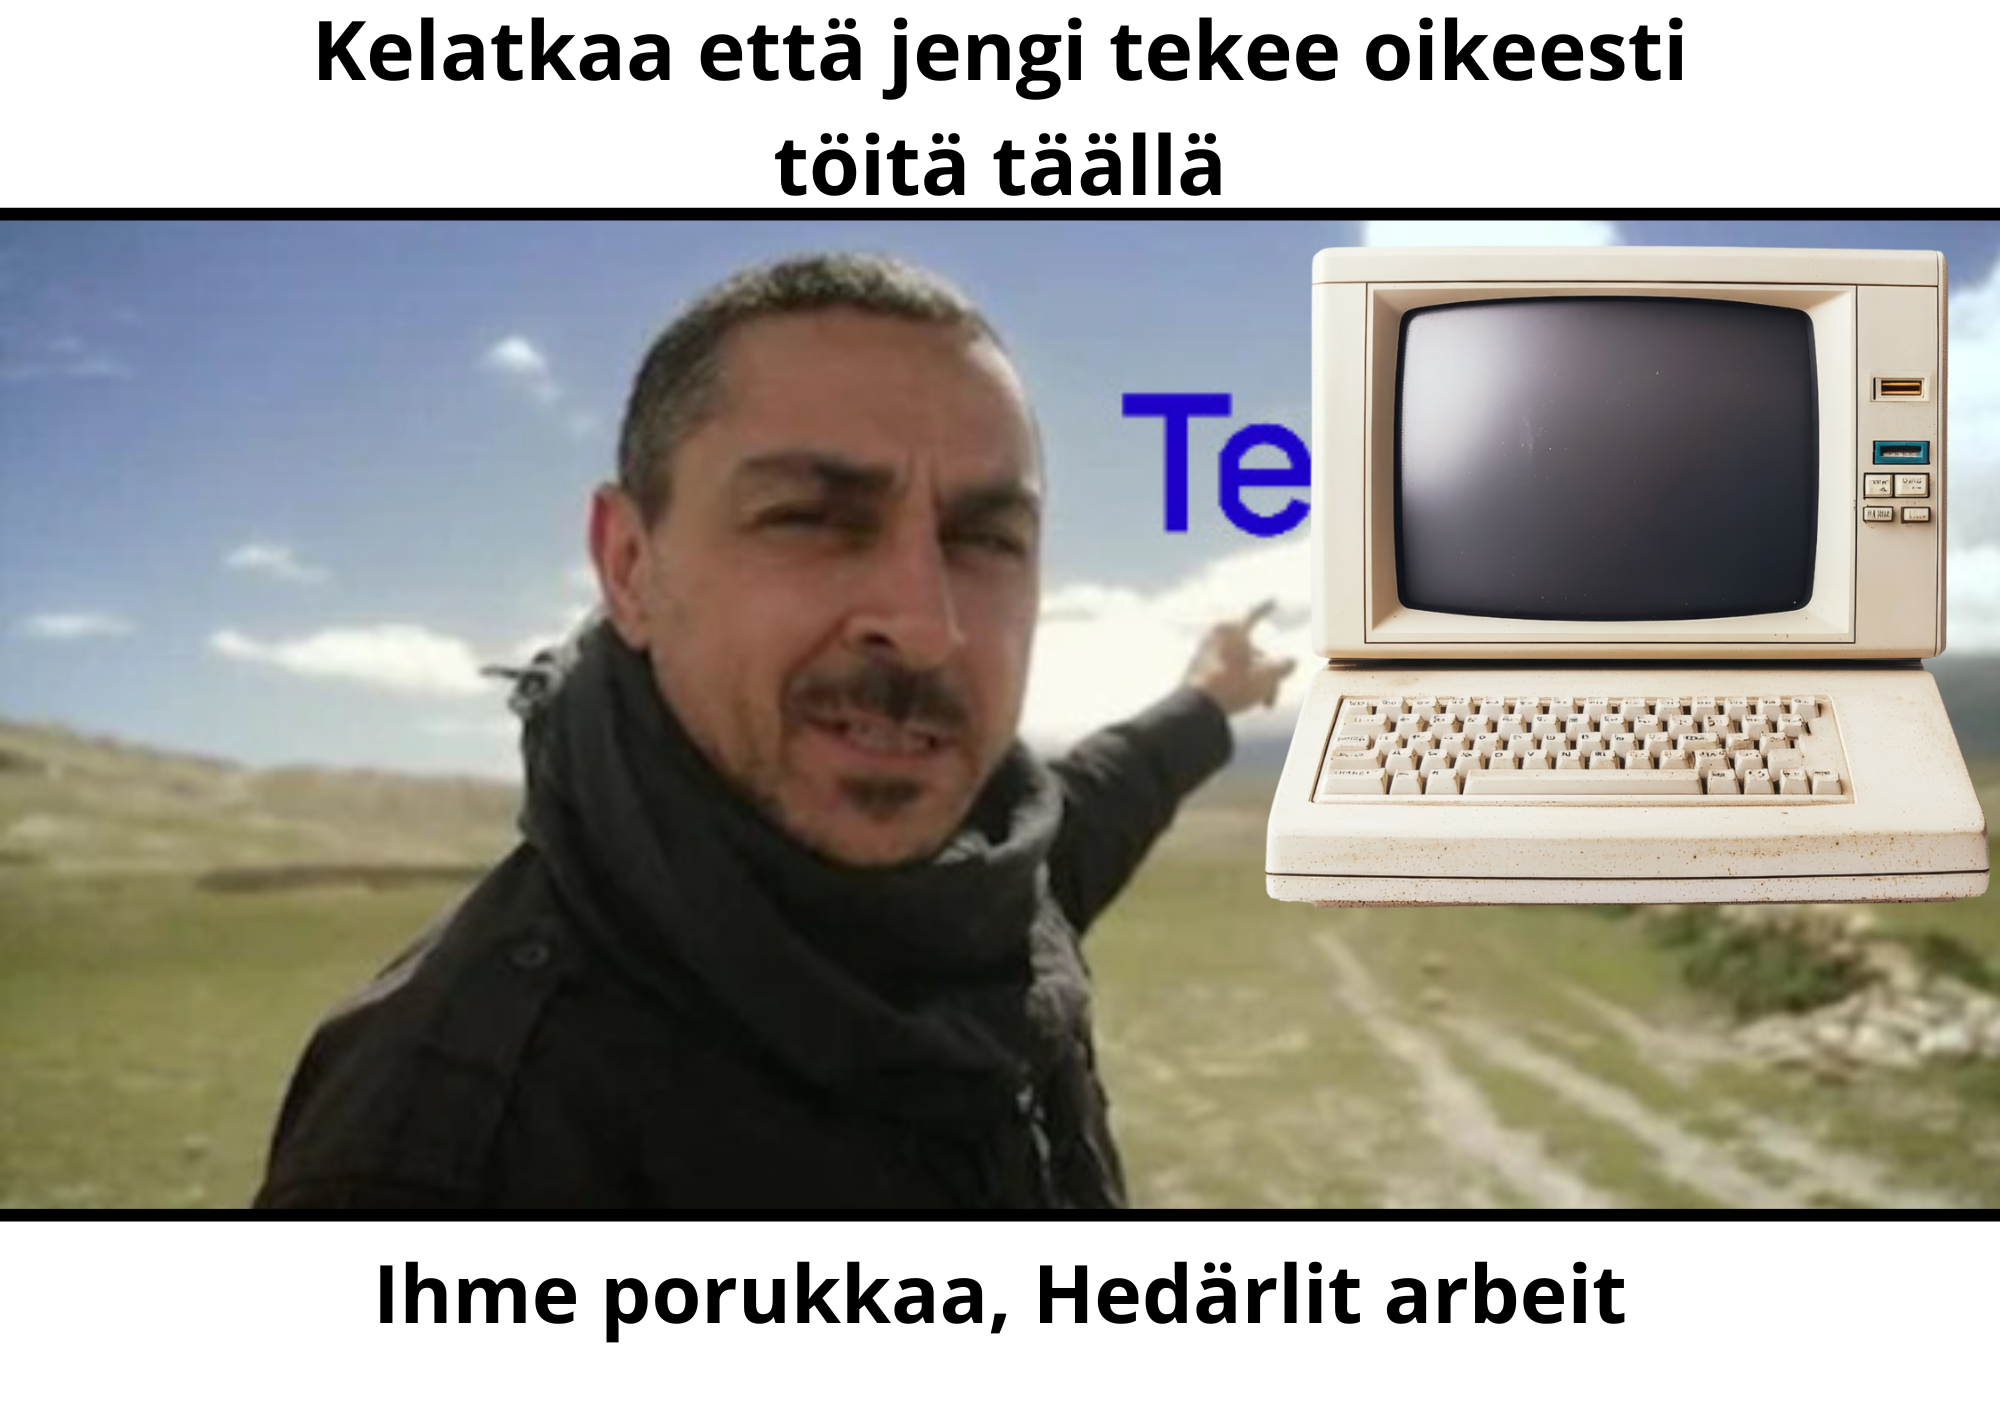 Kelatkaa että jengi tekee oikeesti
töitä täällä
Te
Ihme porukkaa, Hedärlit arbeit